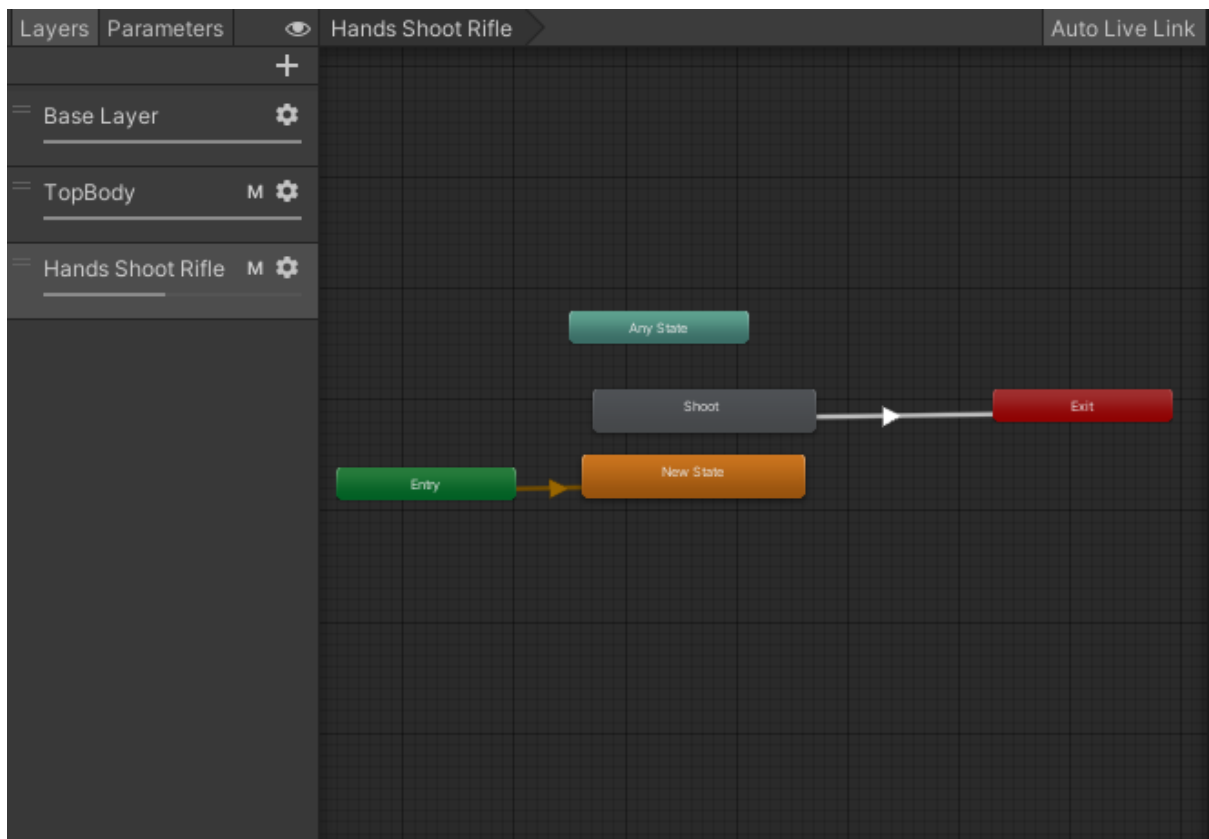 Layers Parameters Hands Shoot Rifle Auto Live Link
Base Layer
TopBody M
Hands Shoot Rifle M
Any State
Shoot Exit
New State
Entry